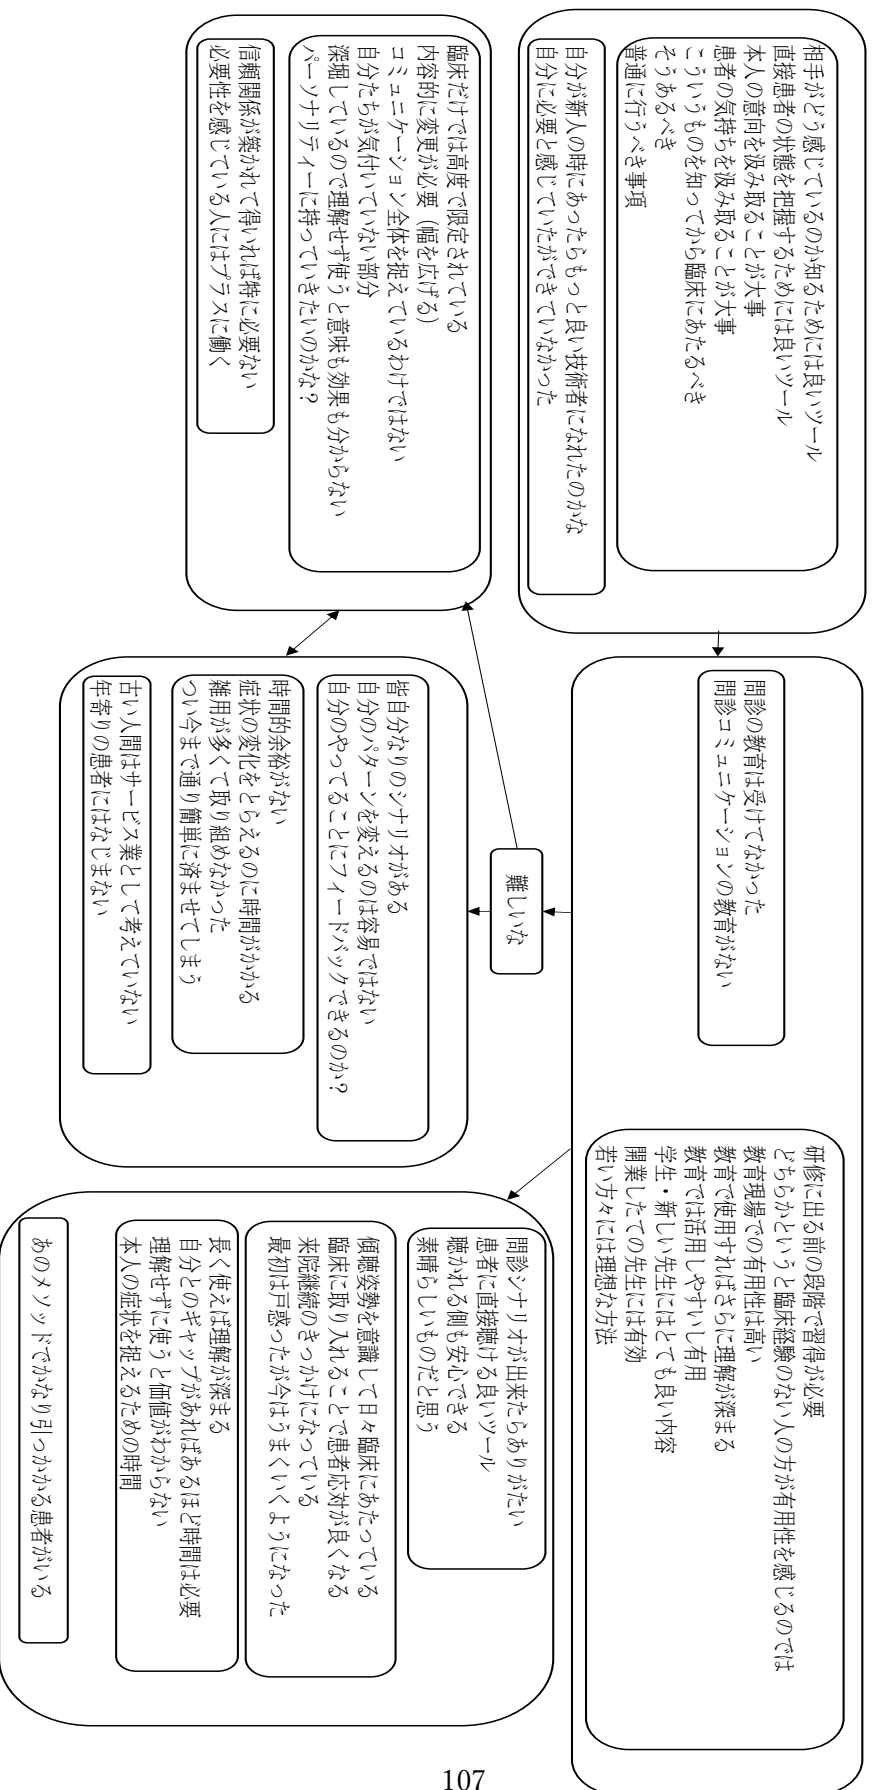 相手がどう感じているのか知るためには良いツール
直接患者の状態を把握するためには良いツール
本人の意向を汲み取ることが大事
患者の気持ちを汲み取ることが大事
こういうものを知ってから臨床にあたるべき
そうあるべき
普通に行うべき事項
自分が新人の時にあったらもっと良い技術者になれたのかな
自分に必要と感じていたができていなかった
臨床だけでは高度で限定されている
内容的に変更が必要（幅を広げる）
コミュニケーション全体を捉えているわけではない
自分たちが気付いていない部分
深堀しているので理解せず使うと意味も効果も分からない
パーソナリティーに持っていきたいのかな？
信頼関係が築かれて得いれば特に必要ない
必要性を感じている人にはプラスに働く
問診の教育は受けてなかった
問診コミュニケーションの教育がない
研修に出る前の段階で習得が必要
どちらかというと臨床経験のない人の方が有用性を感じるのでは
教育現場での有用性は高い
教育で使用すればさらに理解が深まる
教育では活用しやすいし有用
学生・新しい先生にはとても良い内容
開業したての先生には有効
若い方々には理想な方法
難しいな
皆自分なりのシナリオがある
自分のパターンを変えるのは容易ではない
自分のやってることにフィードバックできるのか？
時間的余裕がない
症状の変化をとらえるのに時間がかかる
雑用が多くて取り組めなかった
つい今まで通り簡単に済ませてしまう
古い人間はサービス業として考えていない
年寄りの患者にはなじまない
問診シナリオが出来たらありがたい
患者に直接聴ける良いツール
聴かれる側も安心できる
素晴らしいものだと思う
傾聴姿勢を意識して日々臨床にあたっている
臨床に取り入れることで患者応対が良くなる
来院継続のきっかけになっている
最初は戸惑ったが今はうまくいくようになった
長く使えば理解が深まる
自分とのギャップがあればあるほど時間は必要
理解せずに使うと価値がわからない
本人の症状を捉えるための時間
あのメソッドでかなり引っかかる患者がいる
107